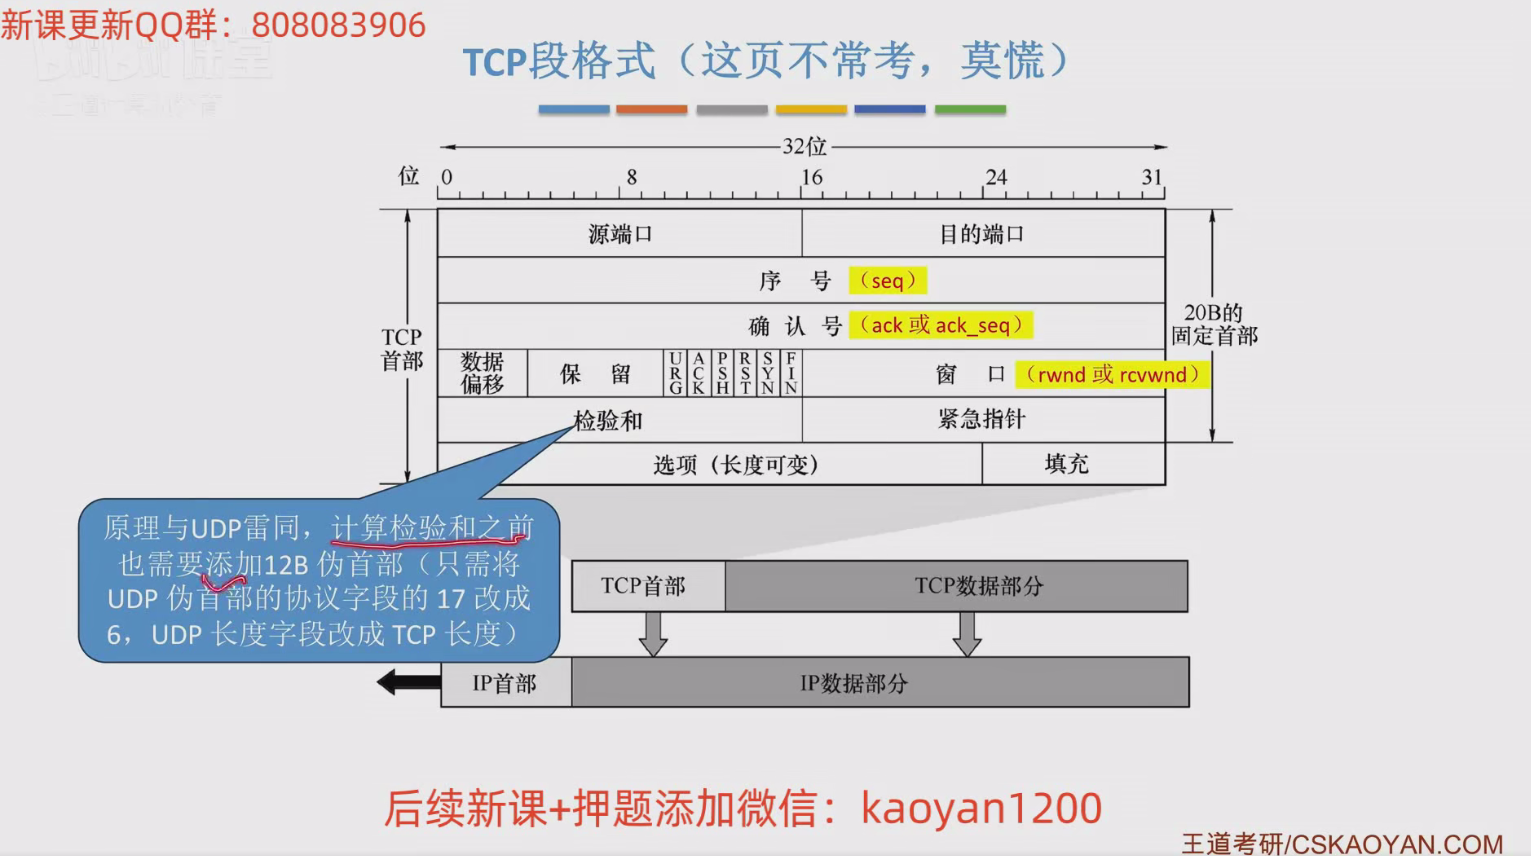 新课更新QQ群：808083906
TCP段格式（这页不常考，莫慌）
32位
位 0 8 16 24 31
源端口 目的端口
序 号 （seq）
确 认 号 （ack 或 ack_seq）
TCP
首部
20B的
固定首部
数据
偏移
保 留
URG ACK PSH RST SYN FIN
窗 口 （rwnd 或 rcvwnd）
检验和 紧急指针
选项（长度可变） 填充
原理与UDP雷同，计算检验和之前
也需要添加12B 伪首部（只需将
UDP 伪首部的协议字段的 17 改成
6，UDP 长度字段改成 TCP 长度）
TCP首部 TCP数据部分
IP首部 IP数据部分
后续新课+押题添加微信：kaoyan1200
王道考研/CSKAOYAN.COM